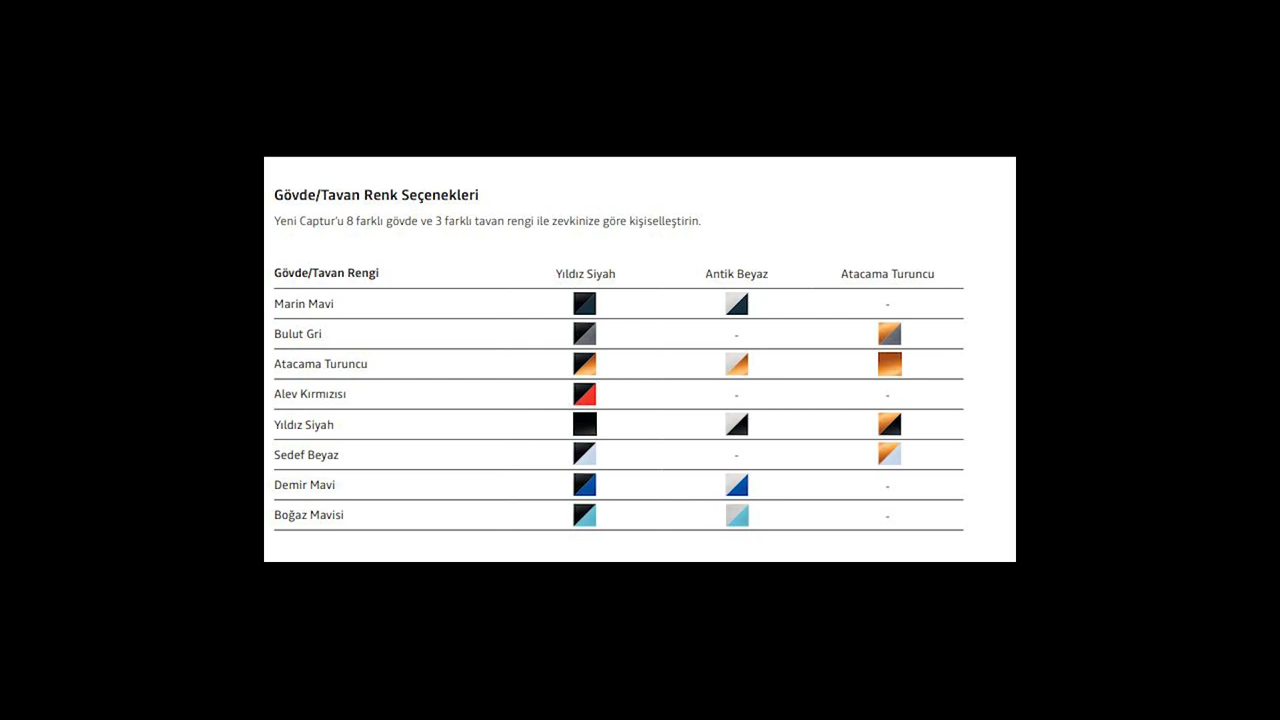 Gövde/Tavan Renk Seçenekleri
Yeni Captur'u 8 farklı gövde ve 3 farklı tavan rengi ile zevkinize göre kişiselleştirin.
Gövde/Tavan Rengi Yıldız Siyah Antik Beyaz Atacama Turuncu
Marin Mavi -
Bulut Gri -
Atacama Turuncu
Alev Kırmızısı - -
Yıldız Siyah
Sedef Beyaz -
Demir Mavi -
Boğaz Mavisi -